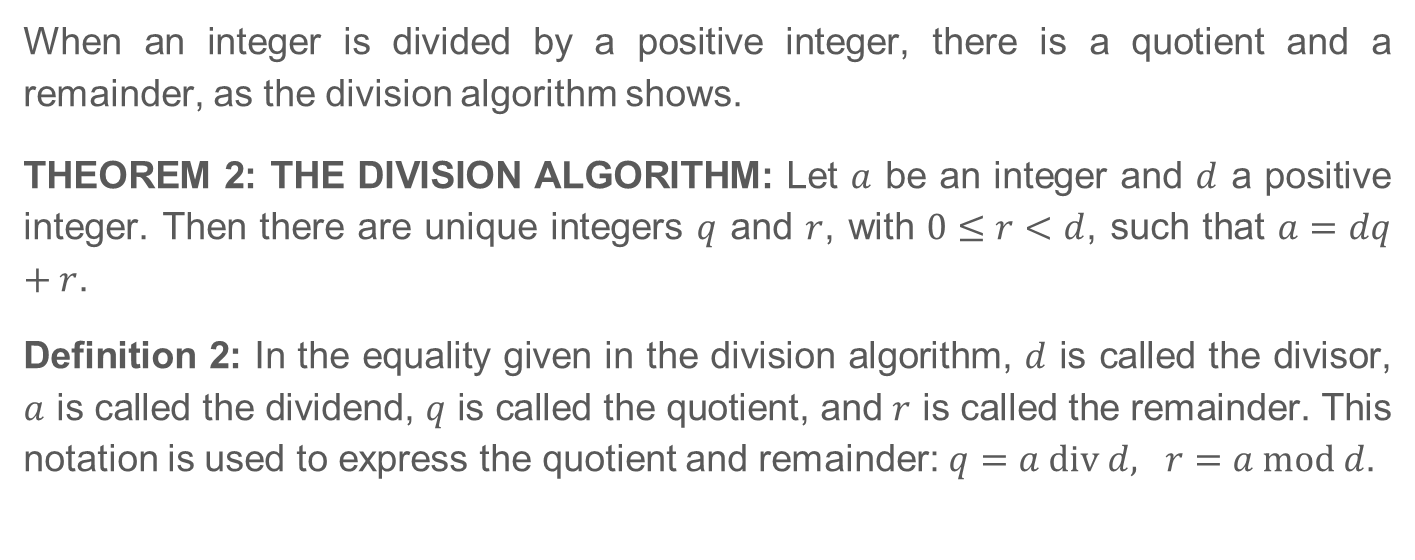 When an integer is divided by a positive integer, there is a quotient and a
remainder, as the division algorithm shows.
THEOREM 2: THE DIVISION ALGORITHM: Let 𝑎 be an integer and 𝑑 a positive
integer. Then there are unique integers 𝑞 and 𝑟, with 0 ≤ 𝑟 < 𝑑, such that 𝑎 = 𝑑𝑞
+ 𝑟.
Definition 2: In the equality given in the division algorithm, 𝑑 is called the divisor,
𝑎 is called the dividend, 𝑞 is called the quotient, and 𝑟 is called the remainder. This
notation is used to express the quotient and remainder: 𝑞 = 𝑎 div 𝑑, 𝑟 = 𝑎 mod 𝑑.